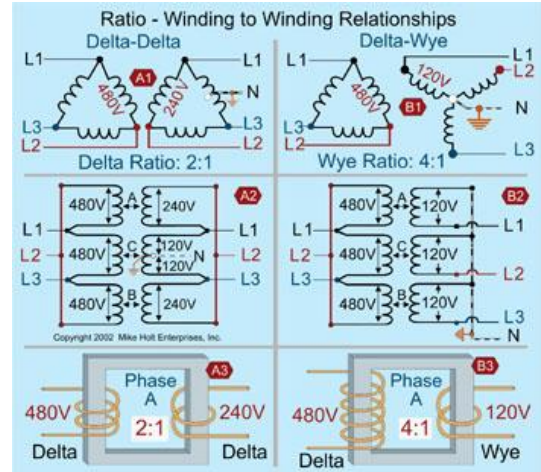 Ratio - Winding to Winding Relationships
Delta-Delta
L1
L1
A1
480V
240V
N
L3
L3
L2
L2
Delta Ratio: 2:1
Delta-Wye
L1
L1
L2
120V
480V
B1
N
L3
L2
L3
Wye Ratio: 4:1
A2
480V
A
240V
L1
L1
L2
480V
C
120V
N
120V
L2
L3
L3
480V
B
240V
Copyright 2002 Mike Holt Enterprises, Inc.
B2
480V
A
120V
L1
L1
L2
480V
C
120V
L2
L3
480V
B
120V
L3
N
A3
Phase
A
480V
2:1
240V
Delta
Delta
B3
Phase
A
480V
4:1
120V
Delta
Wye